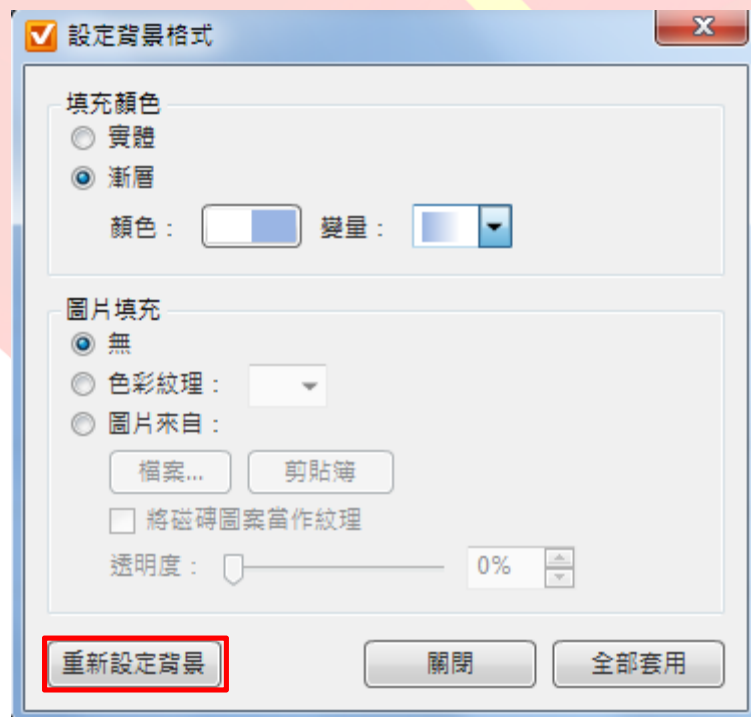 設定背景格式
填充顏色
實體
漸層
顏色： 變量：
圖片填充
無
色彩紋理：
圖片來自：
檔案... 剪貼簿
將磁磚圖案當作紋理
透明度： 0%
重新設定背景 關閉 全部套用